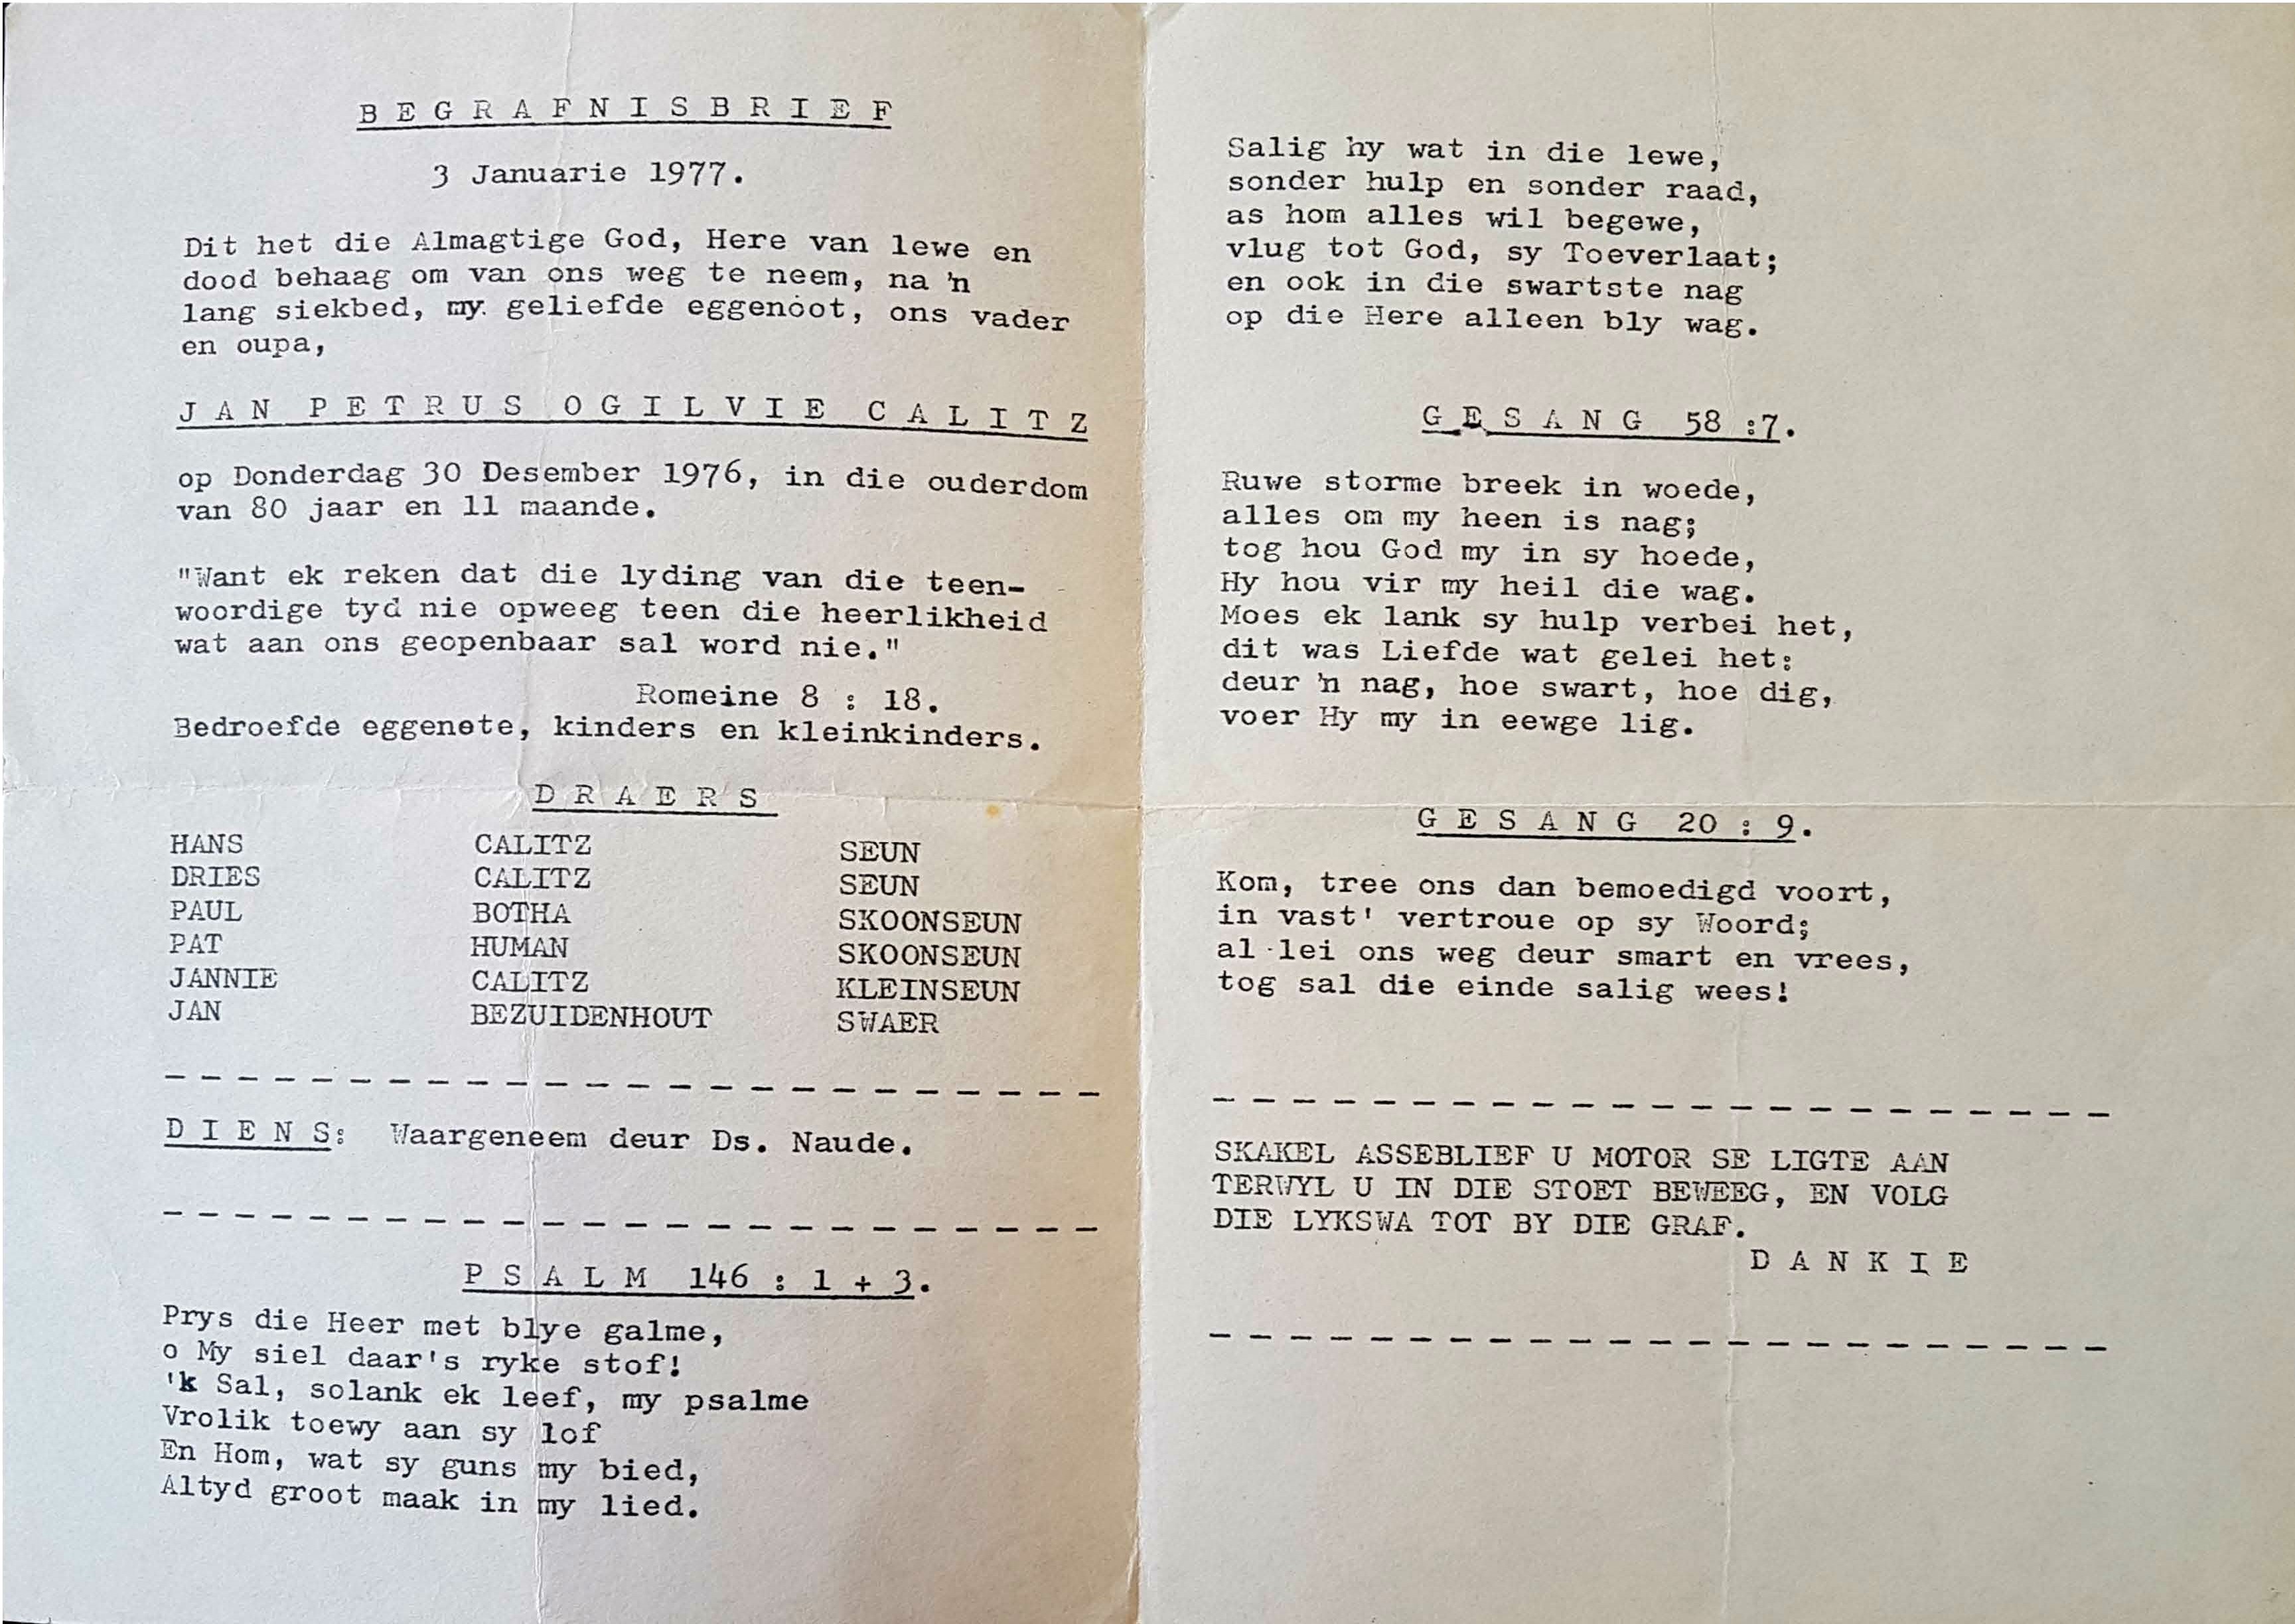 BEGRAFNISBRIEF
3 Januarie 1977.
Dit het die Almagtige God, Here van lewe en
dood behaag om van ons weg te neem, na 'n
lang siekbed, my. geliefde eggenoot, ons vader
en oupa,
JAN PETRUS OGILVIE CALITZ
op Donderdag 30 Desember 1976, in die ouderdom
van 80 jaar en 11 maande.
"Want ek reken dat die lyding van die teen-
woordige tyd nie opweeg teen die heerlikheid
wat aan ons geopenbaar sal word nie."
Romeine 8 : 18.
Bedroefde eggenote, kinders en kleinkinders.
DRAERS
HANS CALITZ SEUN
DRIES CALITZ SEUN
PAUL BOTHA SKOONSEUN
PAT HUMAN SKOONSEUN
JANNIE CALITZ KLEINSEUN
JAN BEZUIDENHOUT SWAER
DIENS: Waargeneem deur Ds. Naude.
PSALM 146 : 1 + 3.
Prys die Heer met blye galme,
o My siel daar's ryke stof!
'k Sal, solank ek leef, my psalme
Vrolik toewy aan sy lof
En Hom, wat sy guns my bied,
Altyd groot maak in my lied.
Salig hy wat in die lewe,
sonder hulp en sonder raad,
as hom alles wil begewe,
vlug tot God, sy Toeverlaat;
en ook in die swartste nag
op die Here alleen bly wag.
GESANG 58 :7.
Ruwe storme breek in woede,
alles om my heen is nag;
tog hou God my in sy hoede,
Hy hou vir my heil die wag.
Moes ek lank sy hulp verbei het,
dit was Liefde wat gelei het:
deur 'n nag, hoe swart, hoe dig,
voer Hy my in eewge lig.
GESANG 20 : 9.
Kom, tree ons dan bemoedigd voort,
in vast' vertroue op sy Woord;
al lei ons weg deur smart en vrees,
tog sal die einde salig wees!
SKAKEL ASSEBLIEF U MOTOR SE LIGTE AAN
TERWYL U IN DIE STOET BEWEEG, EN VOLG
DIE LYKSWA TOT BY DIE GRAF.
DANKIE